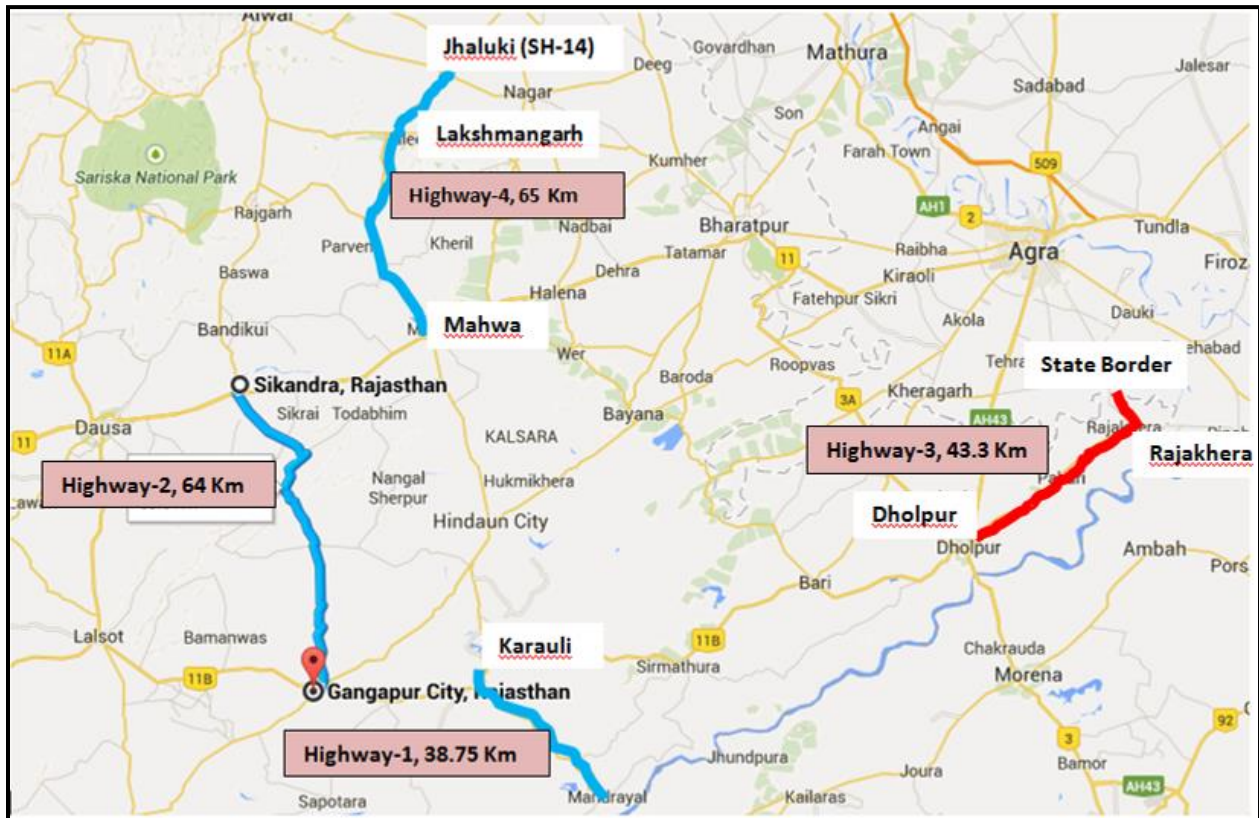 Alwar
Jhaluki (SH-14)
Govardhan
Mathura
Deeg
Jalesar
Nagar
Sadabad
Son
Angai
Lakshmangarh
Farah Town
Kumher
509
Sariska National Park
Highway-4, 65 Km
AH1
2
Rajgarh
Nadbai
Bharatpur
Tundla
Parven
Kheril
Tatamar
11
Raibha
Agra
Baswa
Dehra
Kiraoli
Firoz
Halena
Fatehpur Sikri
Dauki
Bandikui
Mahwa
Akola
11A
Wer
Roopvas
Tehra
State Border
Sikandra, Rajasthan
Baroda
Kheragarh
3A
Sikrai
Todabhim
Bayana
AH43
Dausa
KALSARA
Rajakhera
11
Highway-3, 43.3 Km
Rajakhera
Highway-2, 64 Km
Nangal
Sherpur
Hukmikhera
Hindaun City
Dholpur
Dholpur
Ambah
Pors
Bari
Lalsot
Bamanwas
Karauli
11B
Sirmathura
Chakrauda
11B
Morena
Gangapur City, Rajasthan
92
Highway-1, 38.75 Km
Jhundpura
3
Joura
Bamor
Sapotara
Mandrayal
Kailaras
AH43